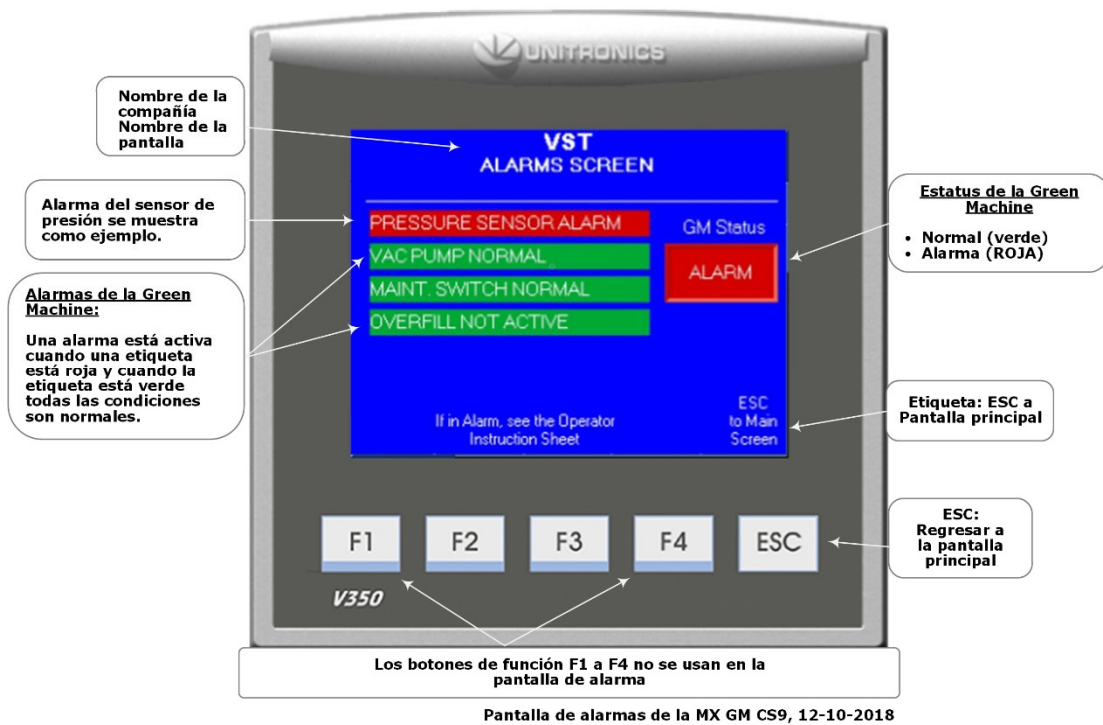 UNITRONICS
Nombre de la
compañía
Nombre de la
pantalla
VST
ALARMS SCREEN
Alarma del sensor de
presión se muestra
como ejemplo.
PRESSURE SENSOR ALARM
VAC PUMP NORMAL
MAINT. SWITCH NORMAL
OVERFILL NOT ACTIVE
GM Status
ALARM
Estatus de la Green
Machine
• Normal (verde)
• Alarma (ROJA)
Alarmas de la Green
Machine:
Una alarma está activa
cuando una etiqueta
está roja y cuando la
etiqueta está verde
todas las condiciones
son normales.
If in Alarm, see the Operator
Instruction Sheet
ESC
to Main
Screen
Etiqueta: ESC a
Pantalla principal
F1
F2
F3
F4
ESC
ESC:
Regresar a
la pantalla
principal
V350
Los botones de función F1 a F4 no se usan en la
pantalla de alarma
Pantalla de alarmas de la MX GM CS9, 12-10-2018